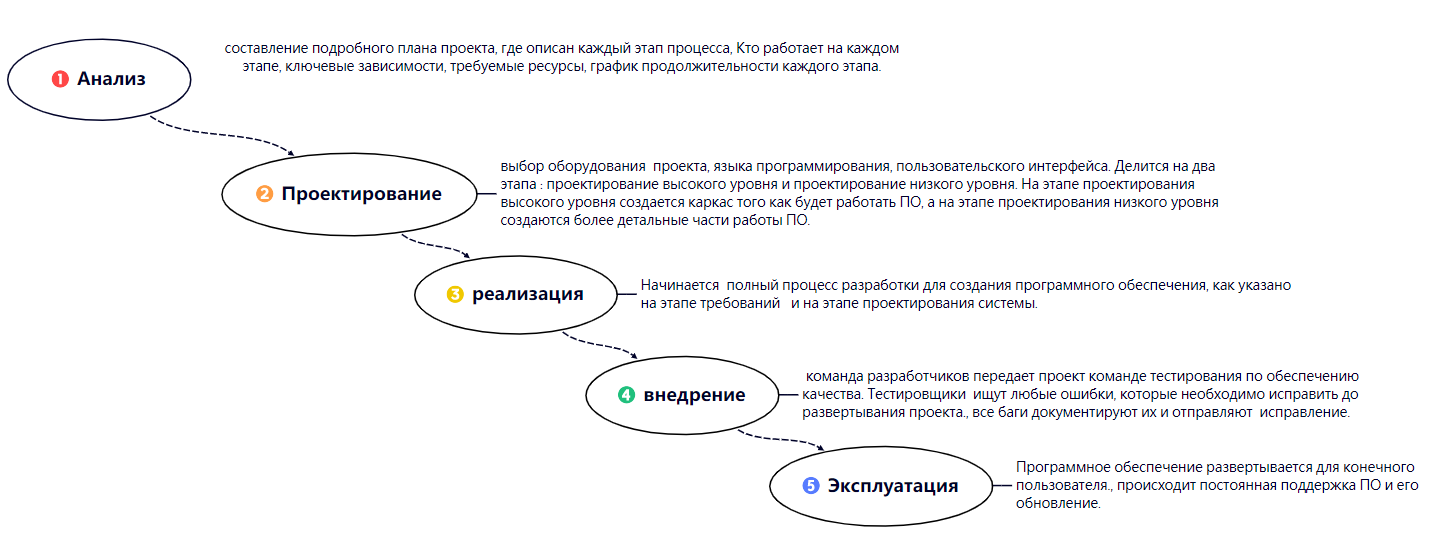 составление подробного плана проекта, где описан каждый этап процесса, Кто работает на каждом
этапе, ключевые зависимости, требуемые ресурсы, график продолжительности каждого этапа.
1 Анализ
выбор оборудования проекта, языка программирования, пользовательского интерфейса. Делится на два
этапа : проектирование высокого уровня и проектирование низкого уровня. На этапе проектирования
высокого уровня создается каркас того как будет работать ПО, а на этапе проектирования низкого уровня
создаются более детальные части работы ПО.
2 Проектирование
Начинается полный процесс разработки для создания программного обеспечения, как указано
на этапе требований и на этапе проектирования системы.
3 реализация
команда разработчиков передает проект команде тестирования по обеспечению
качества. Тестировщики ищут любые ошибки, которые необходимо исправить до
развертывания проекта., все баги документируют их и отправляют исправление.
4 внедрение
Программное обеспечение развертывается для конечного
пользователя., происходит постоянная поддержка ПО и его
обновление.
5 Эксплуатация